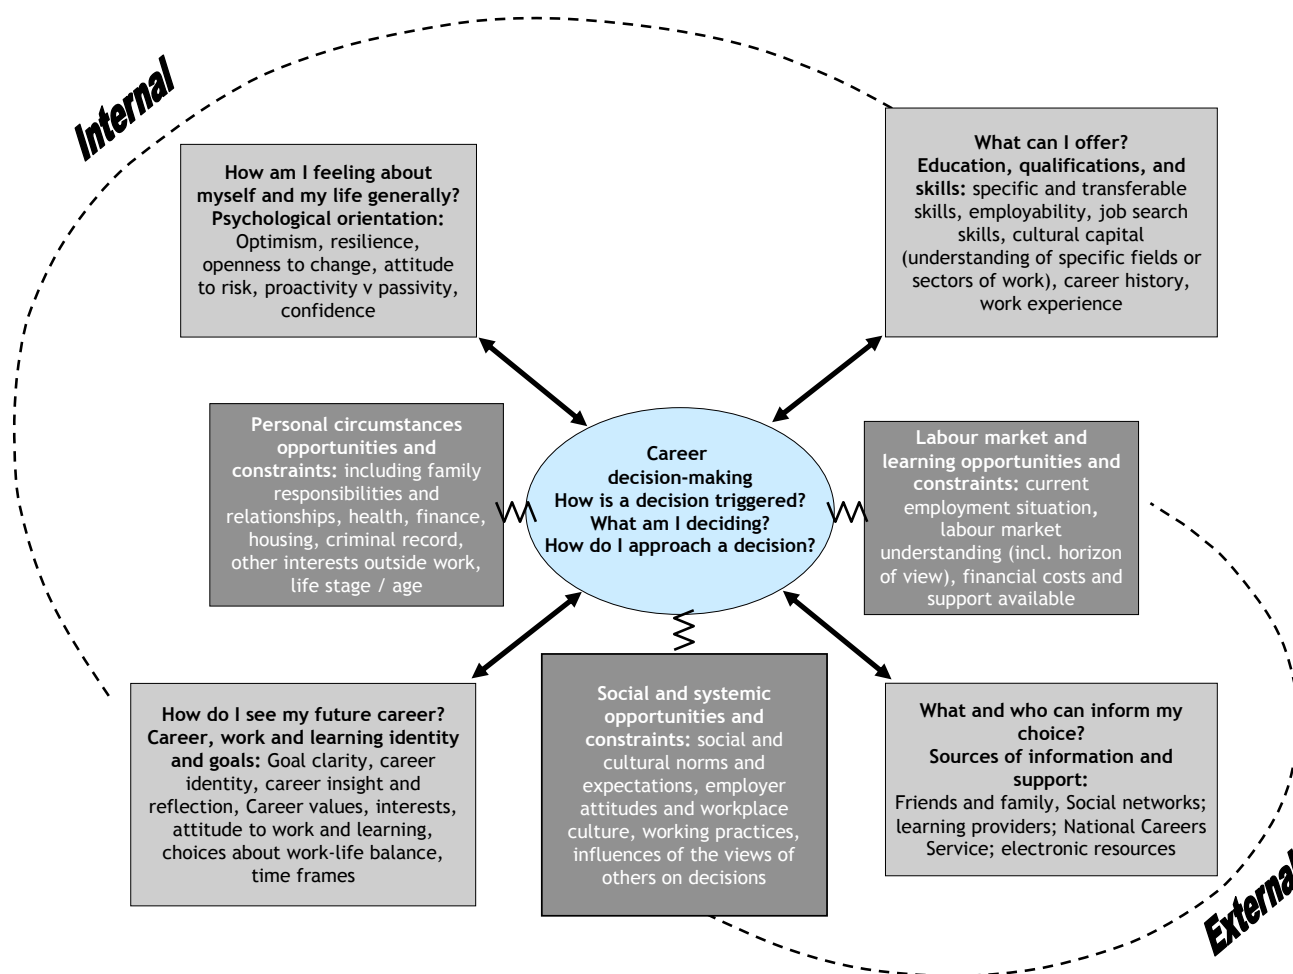 Internal
How am I feeling about
myself and my life generally?
Psychological orientation:
Optimism, resilience,
openness to change, attitude
to risk, proactivity v passivity,
confidence
What can I offer?
Education, qualifications, and
skills: specific and transferable
skills, employability, job search
skills, cultural capital
(understanding of specific fields or
sectors of work), career history,
work experience
Personal circumstances
opportunities and
constraints: including family
responsibilities and
relationships, health, finance,
housing, criminal record,
other interests outside work,
life stage / age
Career
decision-making
How is a decision triggered?
What am I deciding?
How do I approach a decision?
Labour market and
learning opportunities and
constraints: current
employment situation,
labour market
understanding (incl. horizon
of view), financial costs and
support available
How do I see my future career?
Career, work and learning identity
and goals: Goal clarity, career
identity, career insight and
reflection, Career values, interests,
attitude to work and learning,
choices about work-life balance,
time frames
Social and systemic
opportunities and
constraints: social and
cultural norms and
expectations, employer
attitudes and workplace
culture, working practices,
influences of the views of
others on decisions
What and who can inform my
choice?
Sources of information and
support:
Friends and family, Social networks;
learning providers; National Careers
Service; electronic resources
External